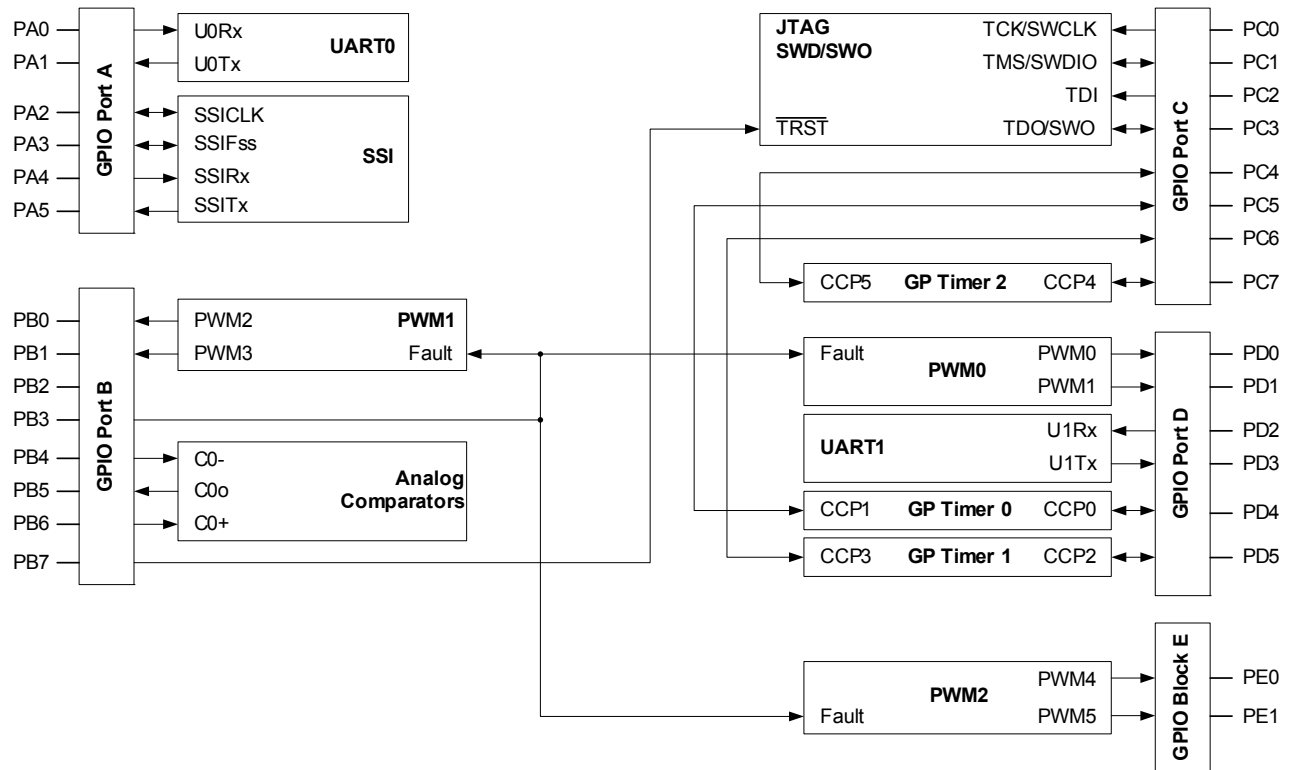 PA0
PA1
PA2
PA3
PA4
PA5
GPIO Port A
U0Rx
U0Tx
UART0
SSICLK
SSIFss
SSIRx
SSITx
SSI
JTAG
SWD/SWO
TRST
TCK/SWCLK
TMS/SWDIO
TDI
TDO/SWO
GPIO Port C
PC0
PC1
PC2
PC3
PC4
PC5
PC6
PC7
CCP5 GP Timer 2 CCP4
PB0
PB1
PB2
PB3
PB4
PB5
PB6
PB7
GPIO Port B
PWM2
PWM3
PWM1
Fault
C0-
C0o
C0+
Analog
Comparators
Fault
PWM0
PWM0
PWM1
UART1
U1Rx
U1Tx
CCP1 GP Timer 0 CCP0
CCP3 GP Timer 1 CCP2
GPIO Port D
PD0
PD1
PD2
PD3
PD4
PD5
Fault
PWM2
PWM4
PWM5
GPIO Block E
PE0
PE1